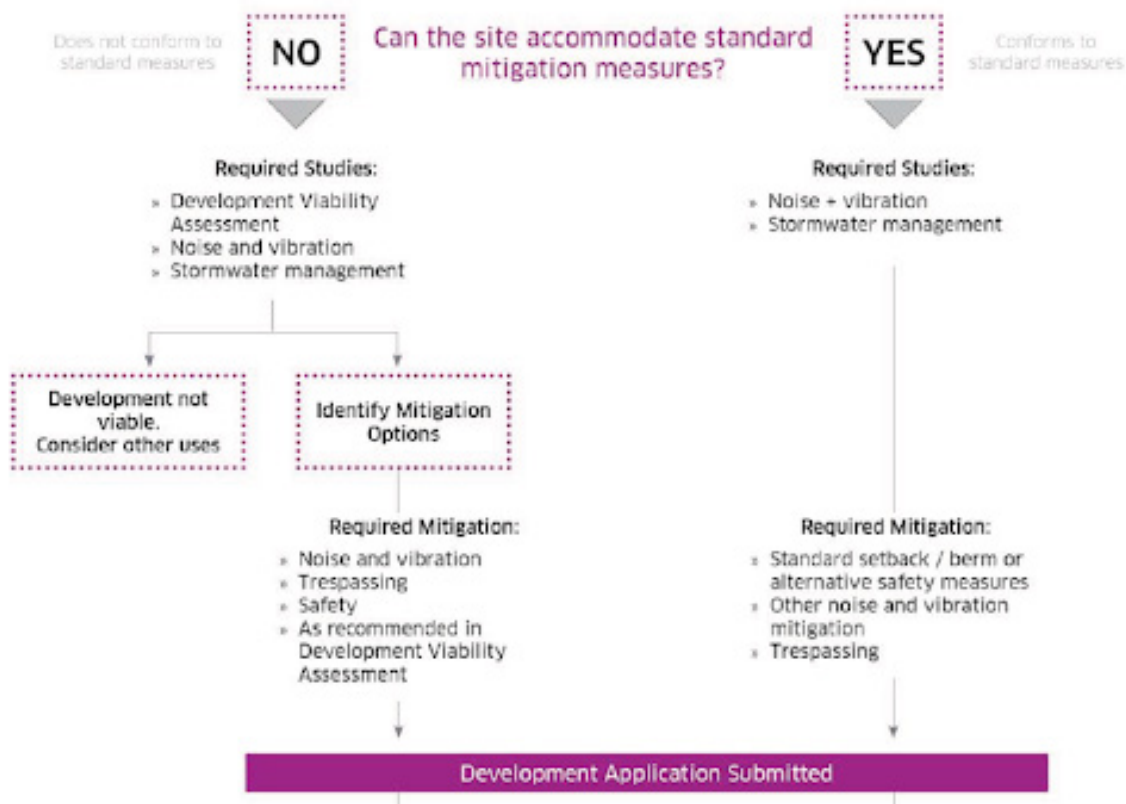 Does not conform to
standard measures
NO
Can the site accommodate standard
mitigation measures?
YES
Conforms to
standard measures
Required Studies:
» Development Viability
Assessment
» Noise and vibration
» Stormwater management
Required Studies:
» Noise + vibration
» Stormwater management
Development not
viable.
Consider other uses
Identify Mitigation
Options
Required Mitigation:
» Noise and vibration
» Trespassing
» Safety
» As recommended in
Development Viability
Assessment
Required Mitigation:
» Standard setback / berm or
alternative safety measures
» Other noise and vibration
mitigation
» Trespassing
Development Application Submitted